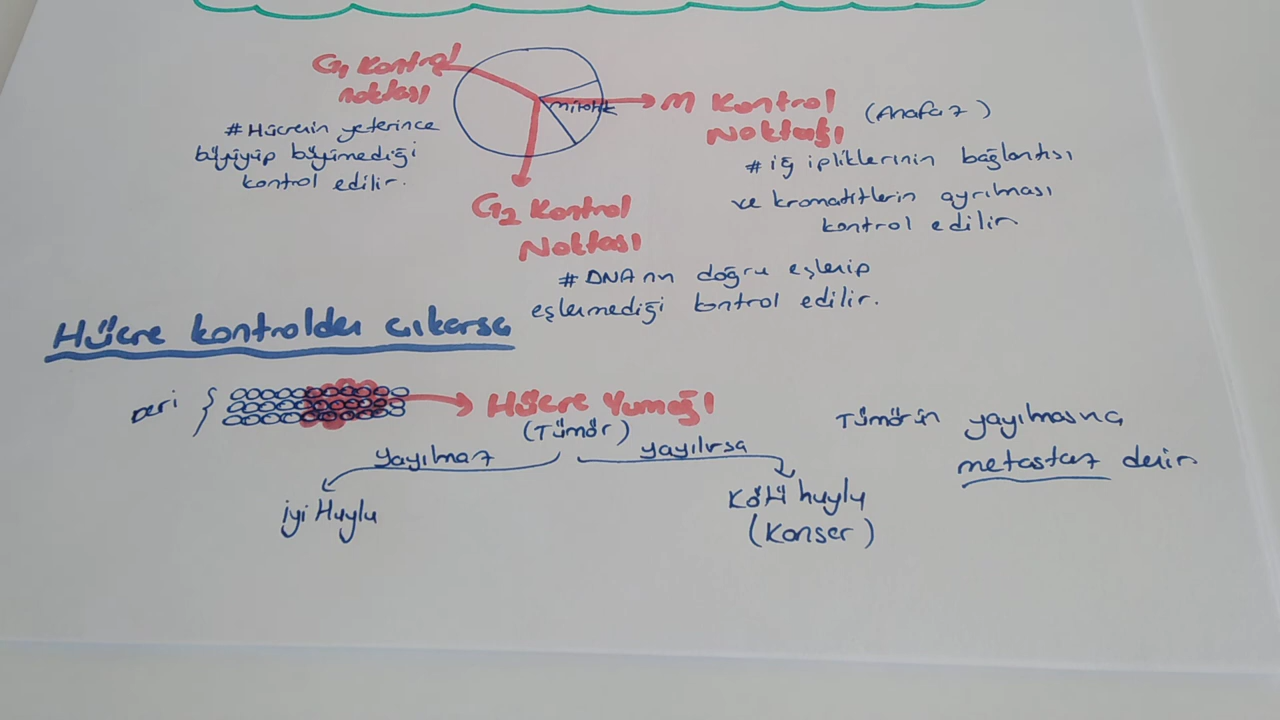 G1 Kontrol
noktası
# Hücrenin yeterince
büyüyüp büyümediği
kontrol edilir.
mitotik
M Kontrol
Noktası
(Anafaz)
# iğ ipliklerinin bağlantısı
ve kromatitlerin ayrılması
kontrol edilir
G2 Kontrol
Noktası
# DNA nın doğru eşlenip
eşlenmediği kontrol edilir.
Hücre kontrolden çıkarsa
Deri
Hücre Yumağı
(Tümör)
yayılmaz
yayılırsa
iyi Huylu
Kötü huylu
(Kanser)
Tümörün yayılmasına
metastaz denir